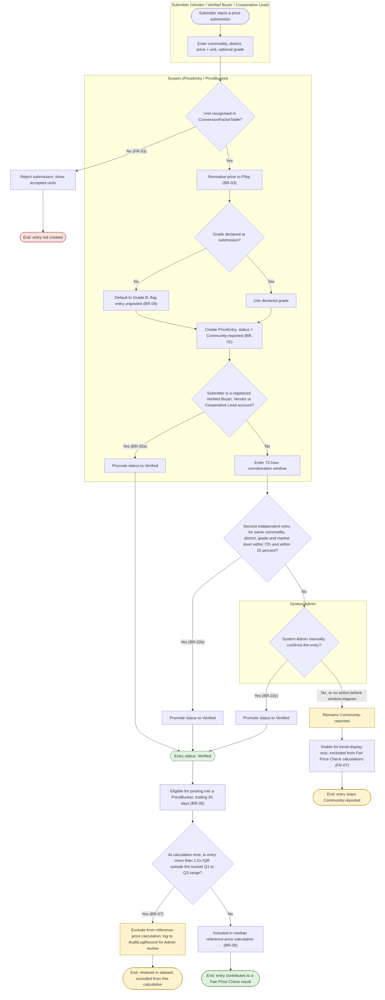 Submitter (Vendor / Verified Buyer / Cooperative Lead)
Submitter starts a price
submission
Enter commodity, district,
price + unit, optional grade
System (PriceEntry / PriceBucket)
Unit recognised in
ConversionFactorTable?
No (FR-03)
Yes
Reject submission; show
accepted units
Normalise price to P/kg
(BR-03)
End: entry not created
Grade declared at
submission?
No
Yes
Default to Grade B; flag
entry ungraded (BR-04)
Use declared grade
Create PriceEntry, status =
Community-reported (BR-
01)
Submitter is a registered
Verified Buyer, Vendor or
Cooperative Lead account?
Yes (BR-02a)
No
Promote status to Verified
Enter 72-hour
corroboration window
Second independent entry
for same commodity,
district, grade and market
level within 72h and within
15 percent?
No
System Admin
System Admin manually
confirms the entry?
Yes (BR-02b)
Yes (BR-02c)
No, or no action before
window elapses
Promote status to Verified
Promote status to Verified
Remains Community-
reported
Visible for trend display
only; excluded from Fair
Price Check calculations
(FR-07)
Entry status: Verified
End: entry stays
Community-reported
Eligible for pooling into a
PriceBucket, trailing 30
days (BR-05)
At calculation time, is entry
more than 1.5x IQR
outside the bucket Q1 to
Q3 range?
Yes (BR-07)
No
Exclude from reference-
price calculation; log to
AuditLogRecord for Admin
review
Included in median
reference-price calculation
(BR-08)
End: retained in dataset,
excluded from this
calculation
End: entry contributes to a
Fair Price Check result